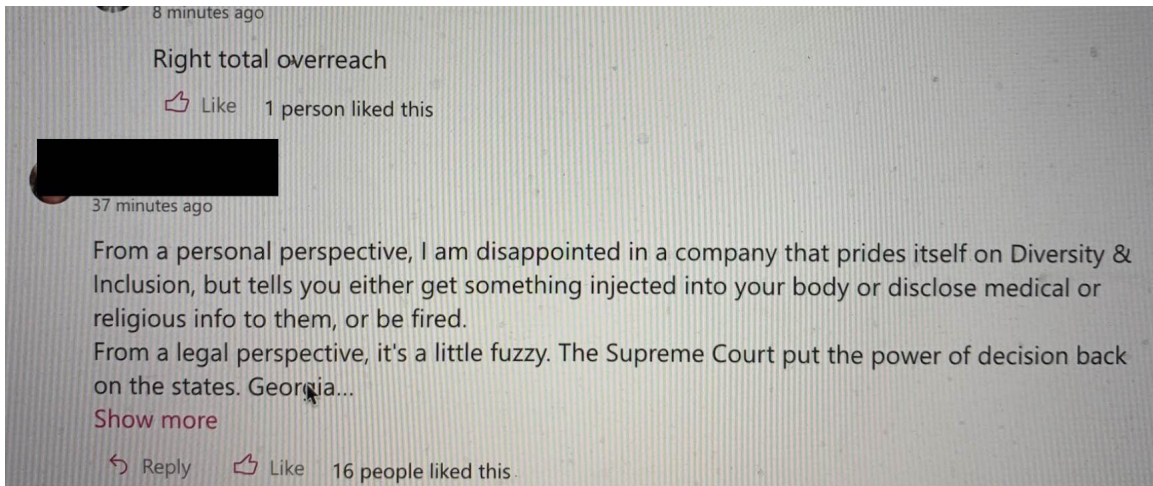 8 minutes ago
Right total overreach
Like 1 person liked this
37 minutes ago
From a personal perspective, I am disappointed in a company that prides itself on Diversity &
Inclusion, but tells you either get something injected into your body or disclose medical or
religious info to them, or be fired.
From a legal perspective, it's a little fuzzy. The Supreme Court put the power of decision back
on the states. Georgia...
Show more
Reply Like 16 people liked this